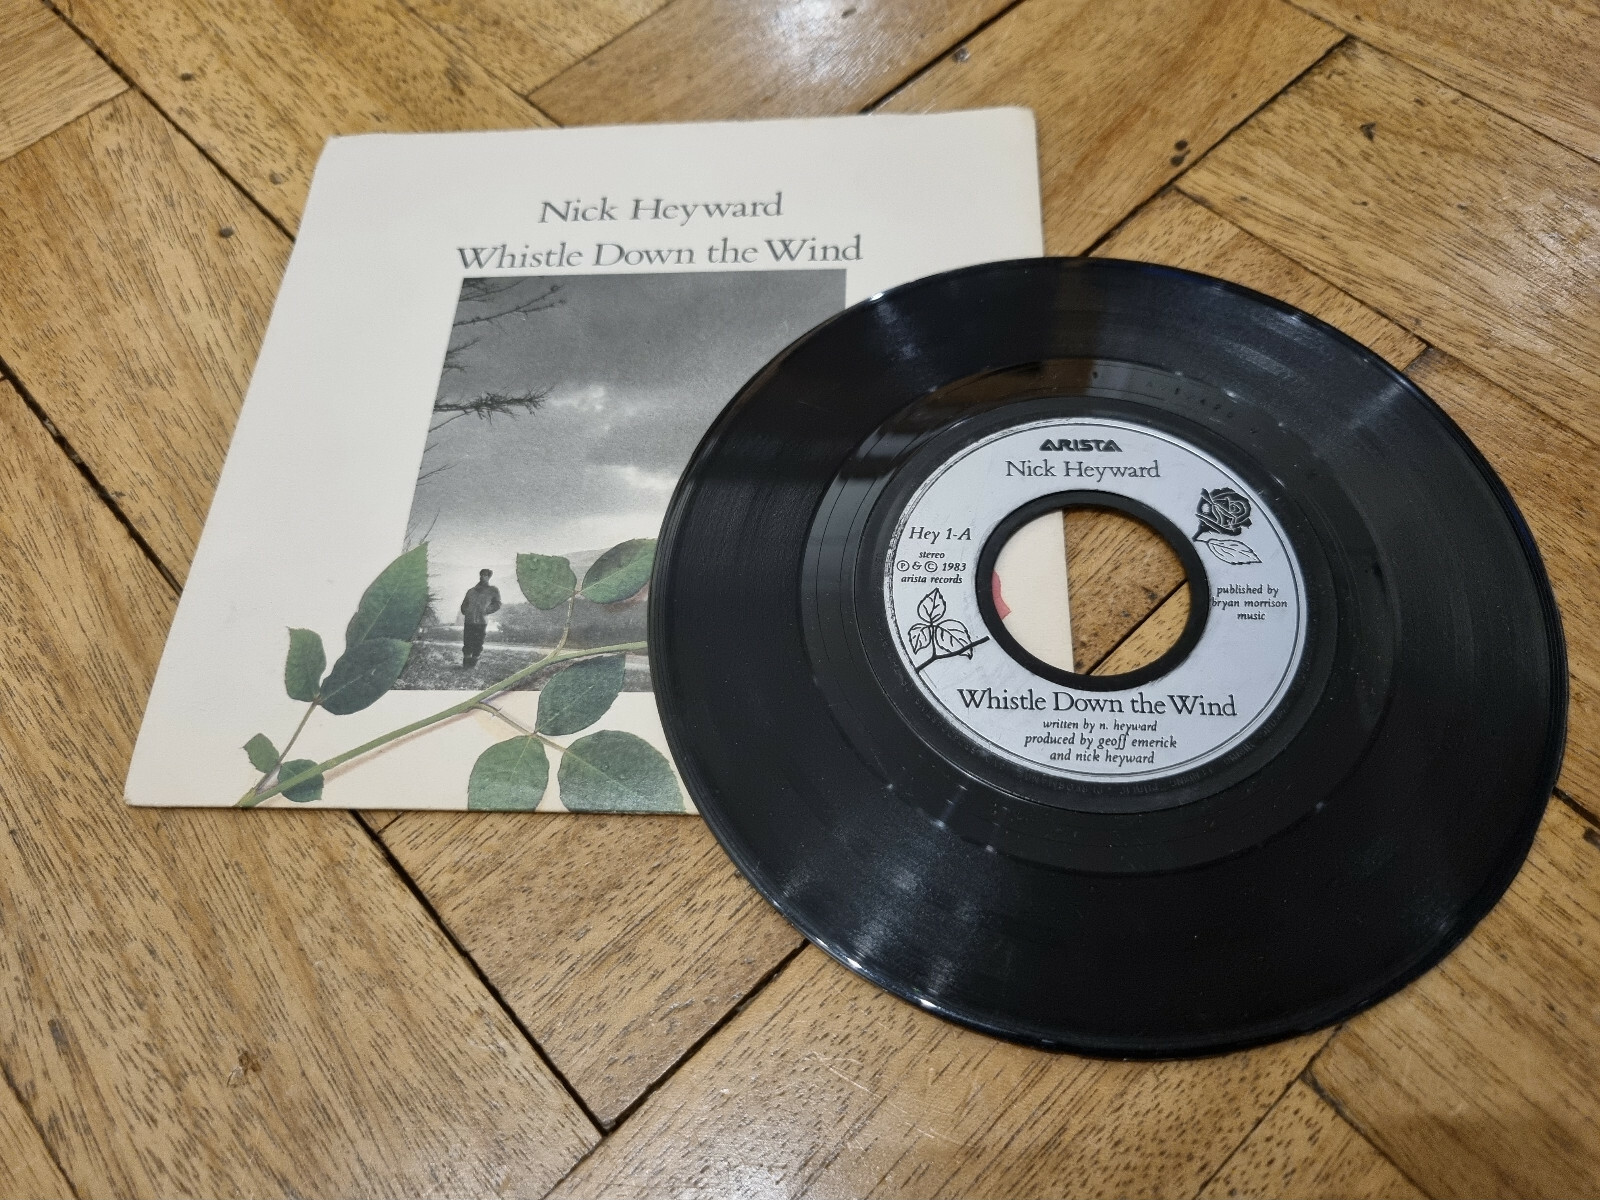 Nick Heyward
Whistle Down the Wind
ARISTA
Nick Heyward
Hey 1-A
stereo
Ⓟ & © 1983
arista records
published by
bryan morrison
music
Whistle Down the Wind
written by n. heyward
produced by geoff emerick
and nick heyward